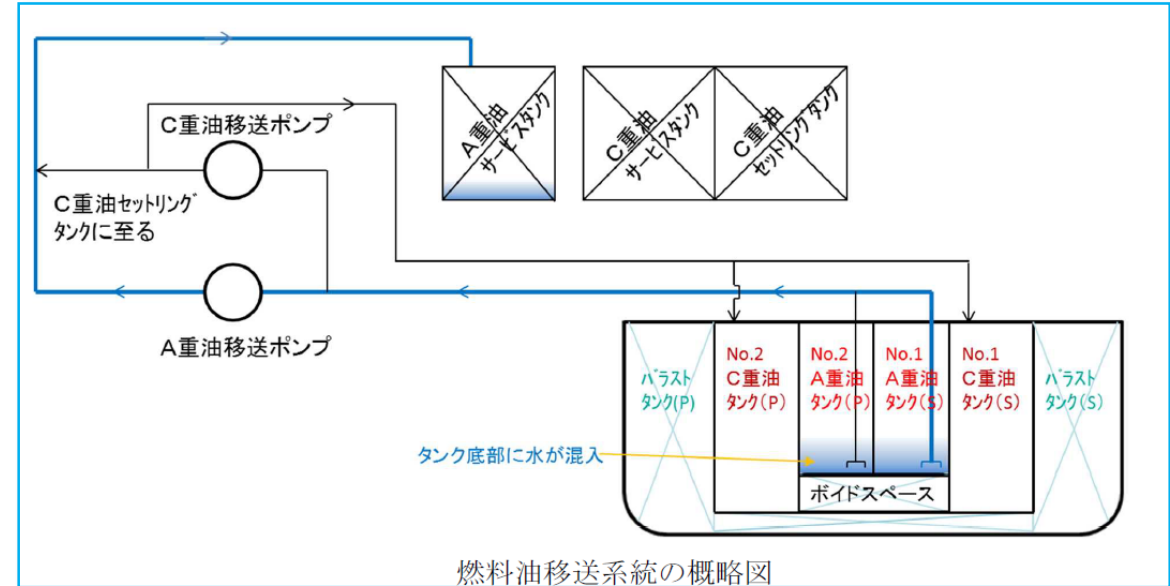 C重油移送ポンプ
C重油セットリング
タンクに至る
A重油移送ポンプ
A重油
サービスタンク
C重油
サービスタンク
C重油
セットリングタンク
バラスト
タンク(P)
No.2
C重油
タンク(P)
No.2
A重油
タンク(P)
No.1
A重油
タンク(S)
No.1
C重油
タンク(S)
バラスト
タンク(S)
タンク底部に水が混入
ボイドスペース
燃料油移送系統の概略図